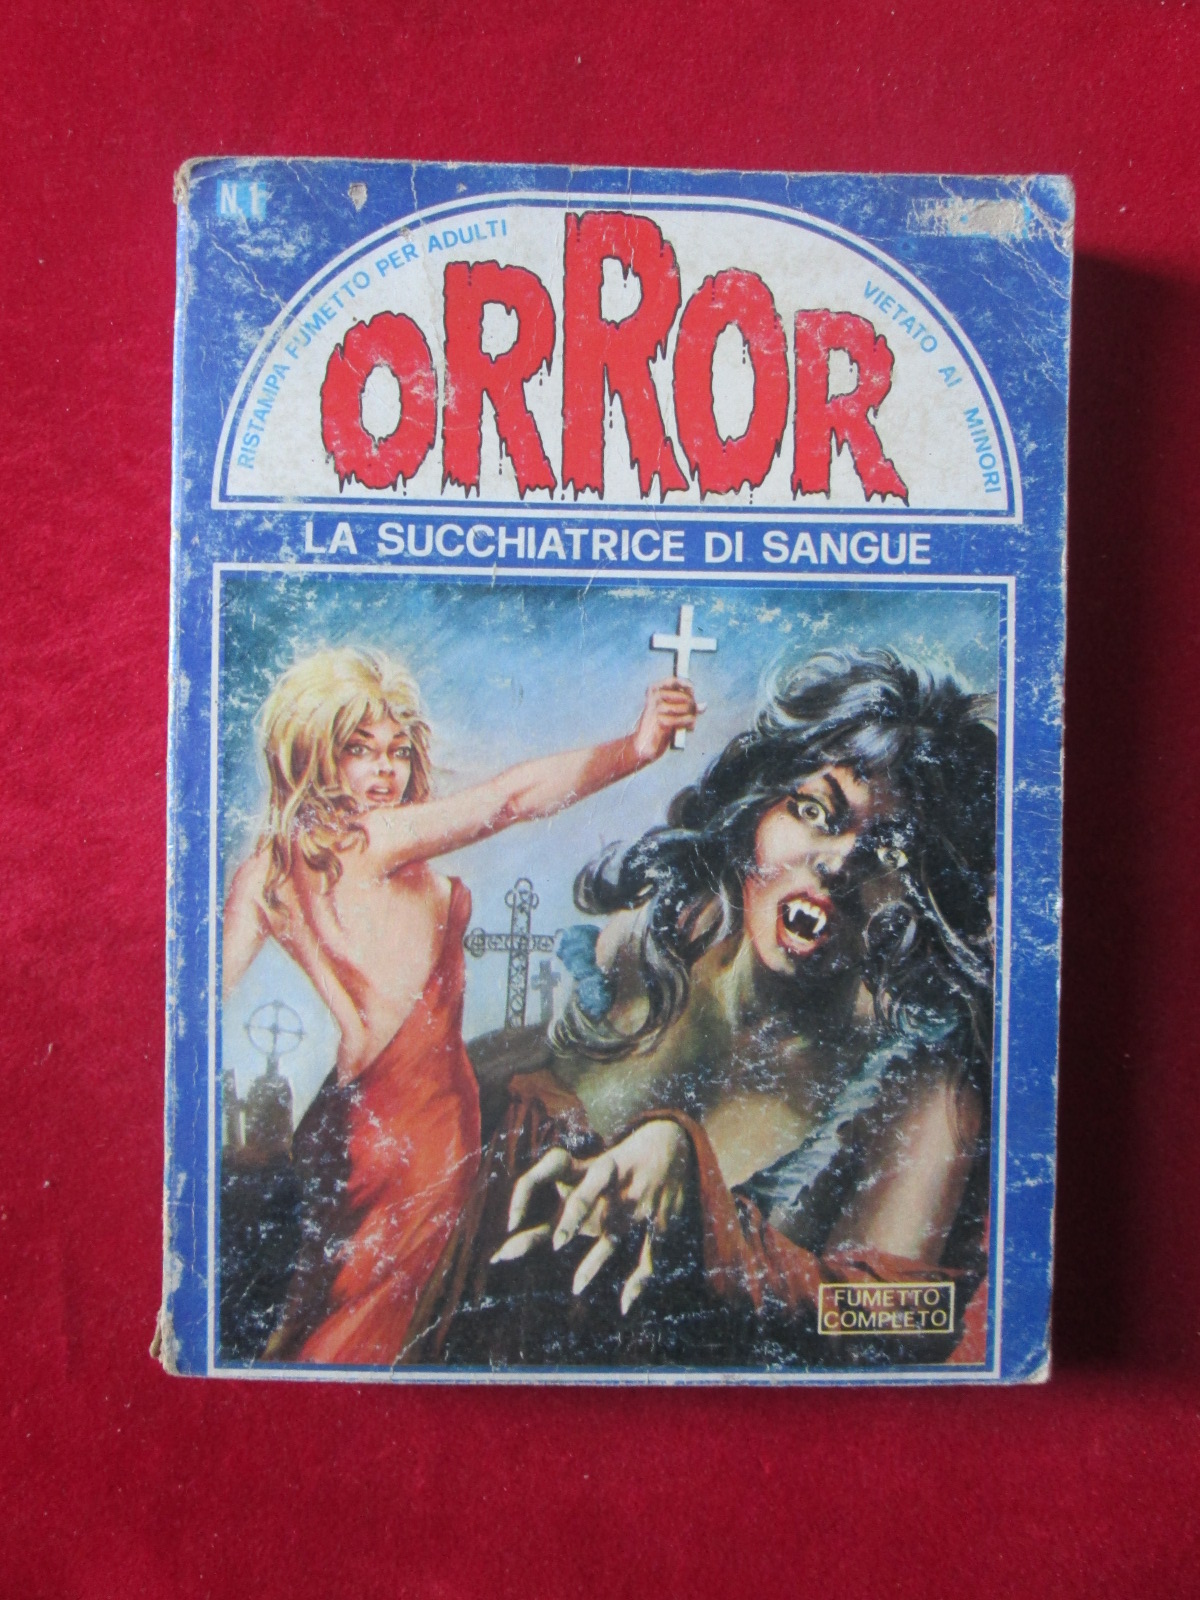 N.1
RISTAMPA FUMETTO PER ADULTI
VIETATO AI MINORI
ORROR
LA SUCCHIATRICE DI SANGUE
FUMETTO
COMPLETO